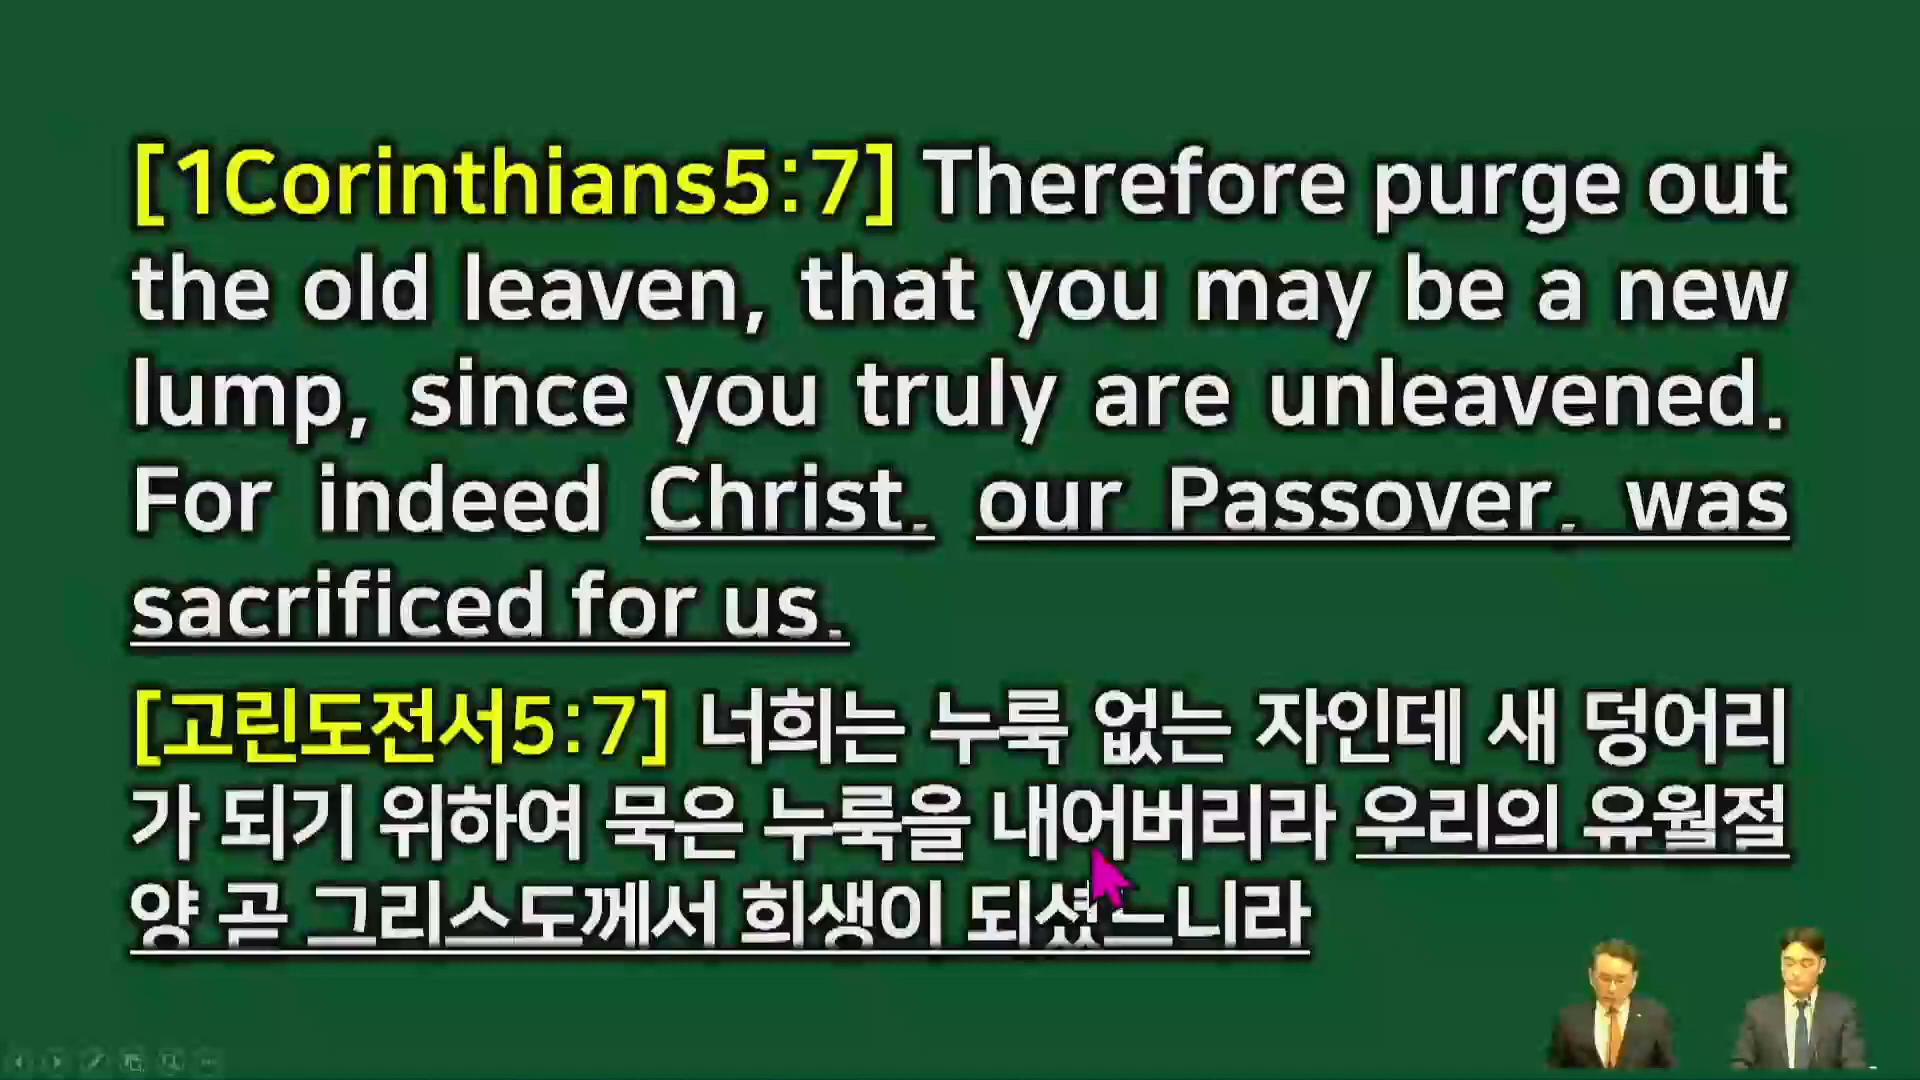 [1Corinthians5:7] Therefore purge out
the old leaven, that you may be a new
lump, since you truly are unleavened.
For indeed Christ, our Passover, was
sacrificed for us.
[고린도전서5:7] 너희는 누룩 없는 자인데 새 덩어리
가 되기 위하여 묵은 누룩을 내어버리라 우리의 유월절
양 곧 그리스도께서 희생이 되셨느니라